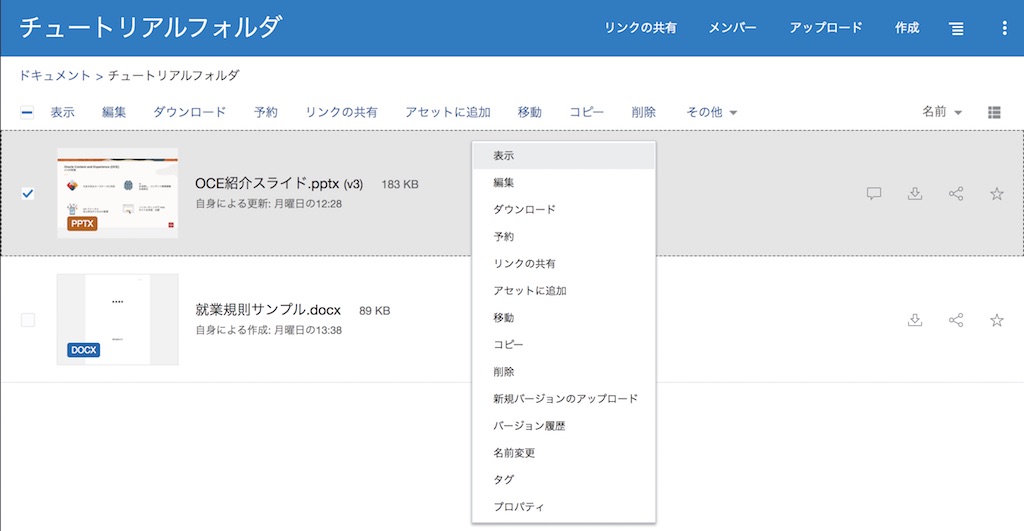 チュートリアルフォルダ
リンクの共有 メンバー アップロード 作成
ドキュメント > チュートリアルフォルダ
表示 編集 ダウンロード 予約 リンクの共有 アセットに追加 移動 コピー 削除 その他 名前
Oracle Content and Experience (OCE)
PPTX
OCE紹介スライド.pptx (v3) 183 KB
自身による更新: 月曜日の12:28
DOCX
就業規則サンプル.docx 89 KB
自身による作成: 月曜日の13:38
表示
編集
ダウンロード
予約
リンクの共有
アセットに追加
移動
コピー
削除
新規バージョンのアップロード
バージョン履歴
名前変更
タグ
プロパティ